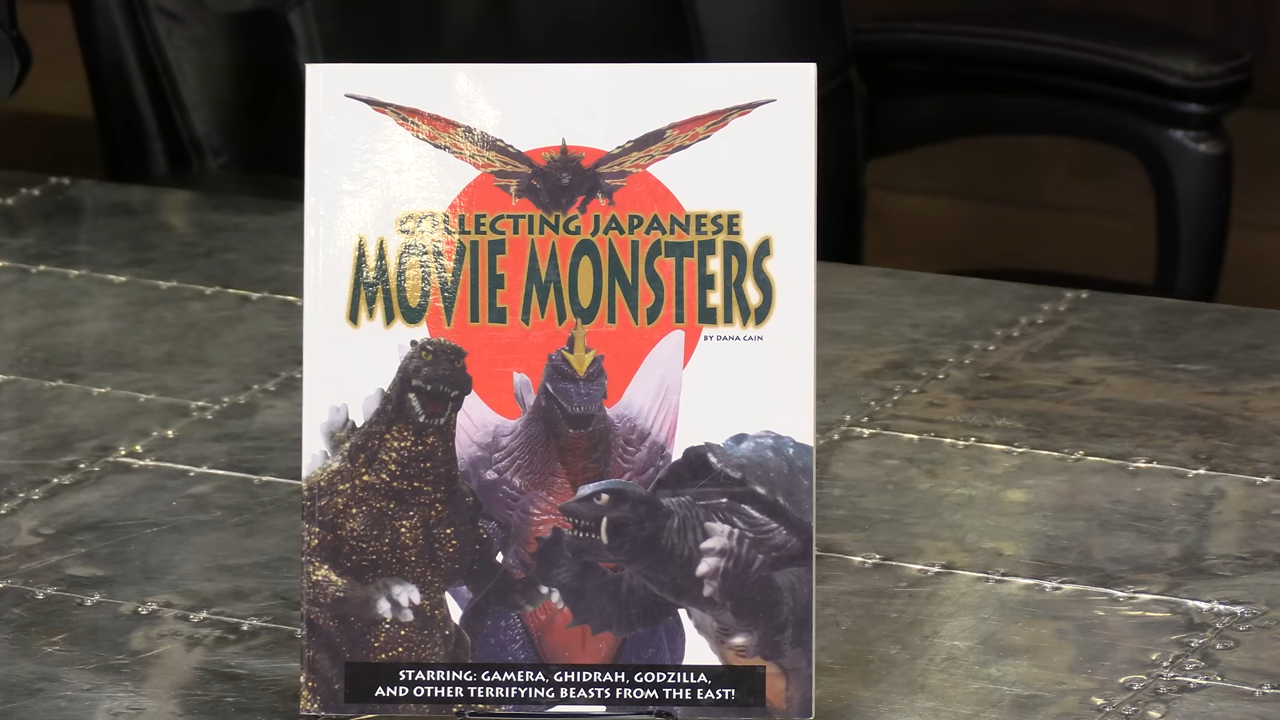 COLLECTING JAPANESE
MOVIE MONSTERS
BY DANA CAIN
STARRING: GAMERA, GHIDRAH, GODZILLA,
AND OTHER TERRIFYING BEASTS FROM THE EAST!